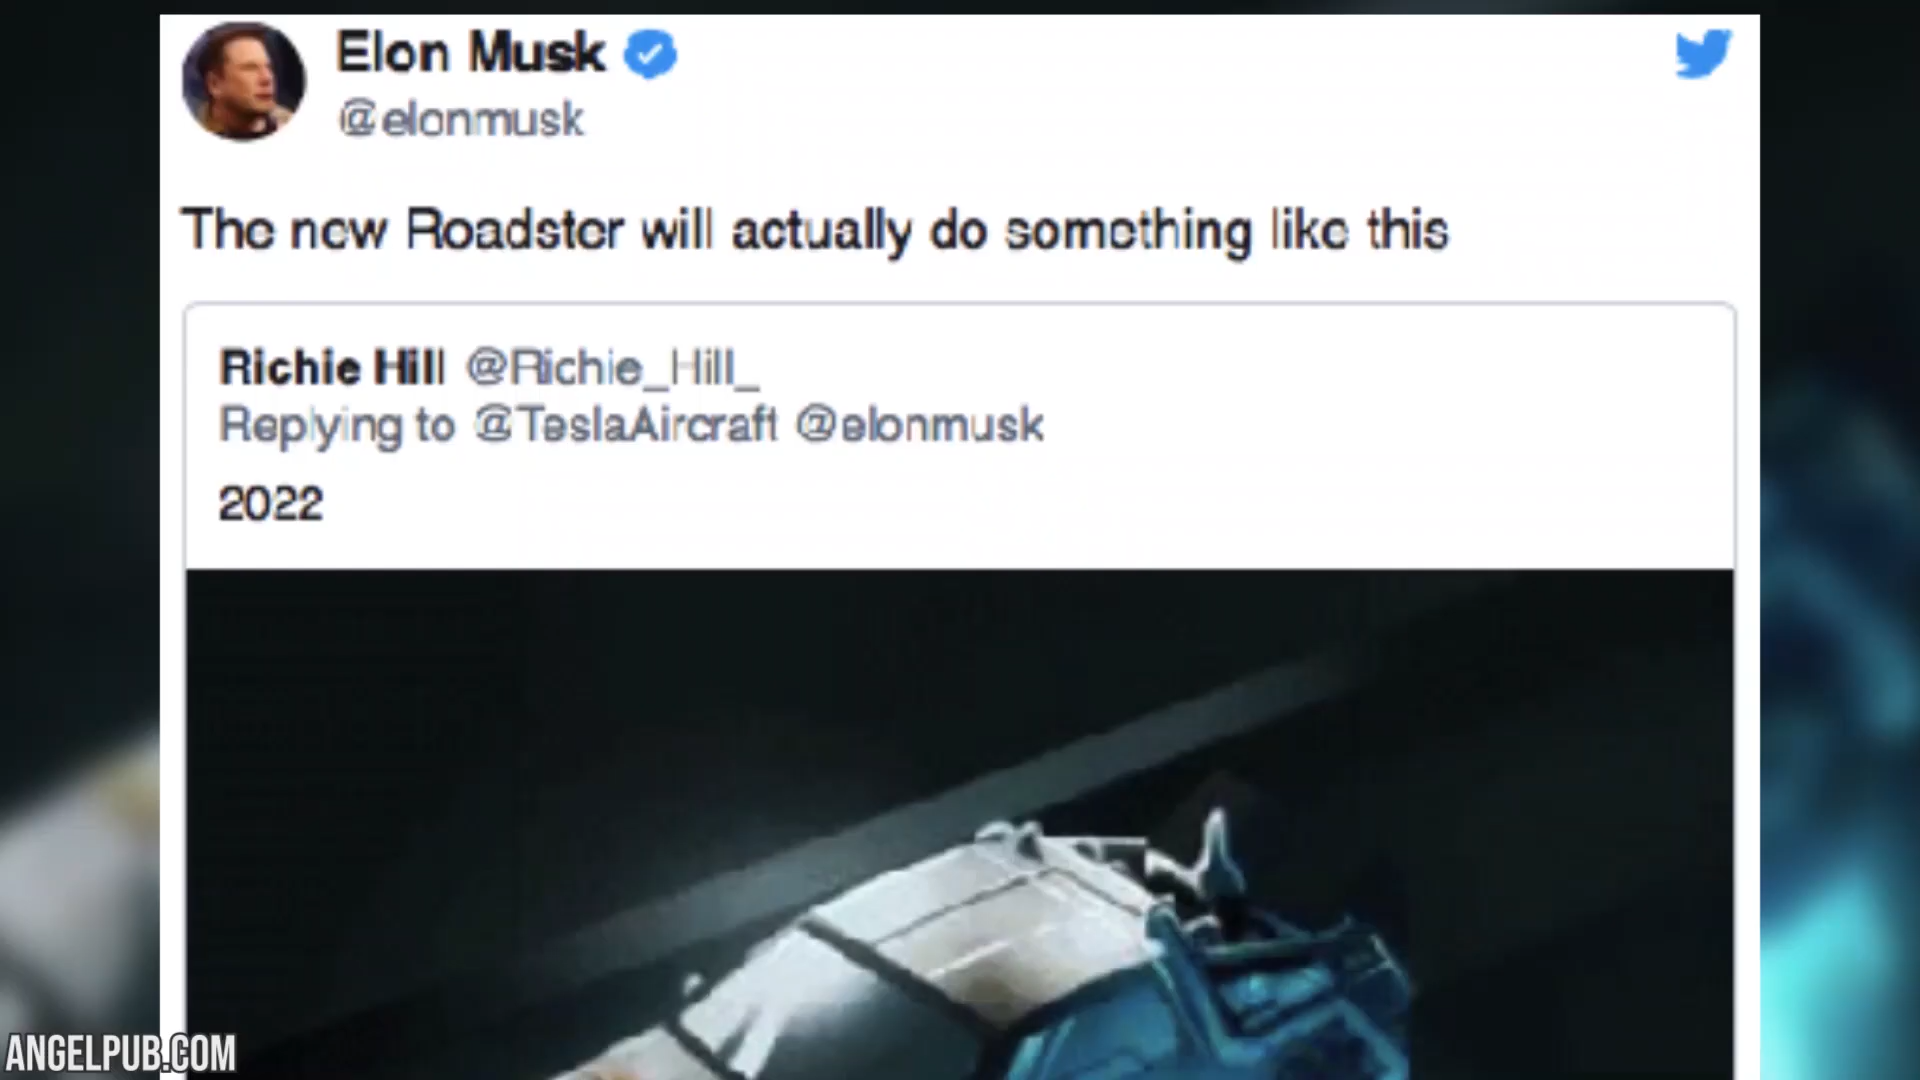 Elon Musk
@elonmusk
The new Roadster will actually do something like this
Richie Hill @Richie_Hill_
Replying to @TeslaAircraft @elonmusk
2022
ANGELPUB.COM